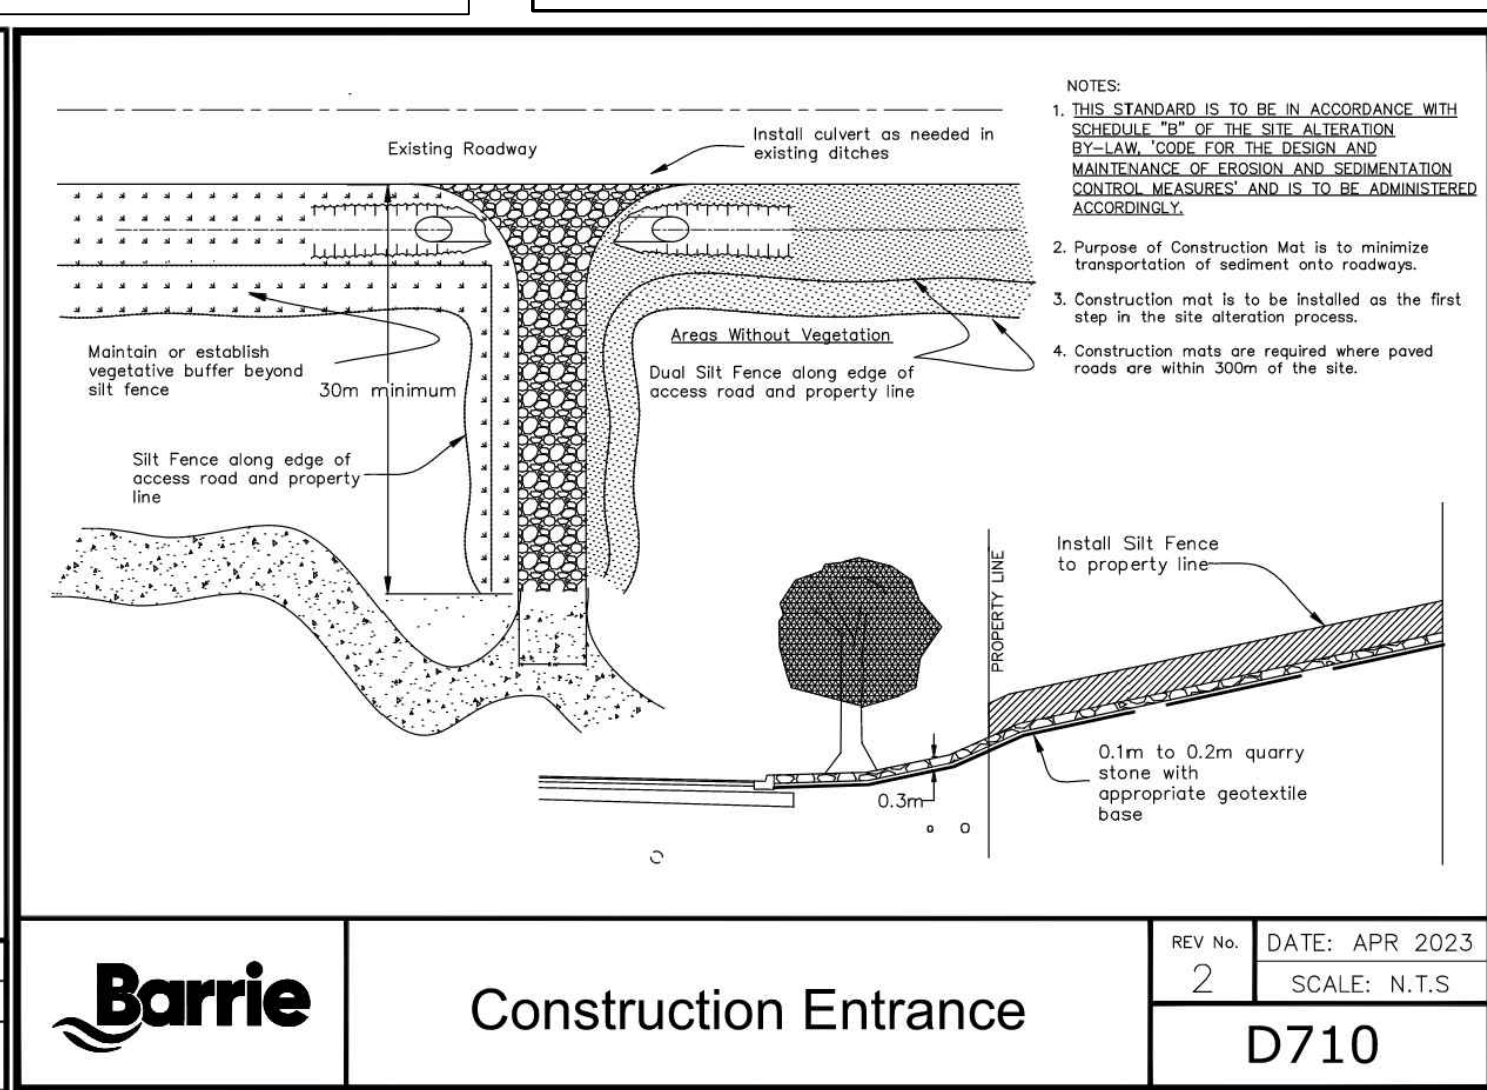 NOTES:
1. THIS STANDARD IS TO BE IN ACCORDANCE WITH
SCHEDULE "B" OF THE SITE ALTERATION
BY-LAW, 'CODE FOR THE DESIGN AND
MAINTENANCE OF EROSION AND SEDIMENTATION
CONTROL MEASURES' AND IS TO BE ADMINISTERED
ACCORDINGLY.
2. Purpose of Construction Mat is to minimize
transportation of sediment onto roadways.
3. Construction mat is to be installed as the first
step in the site alteration process.
4. Construction mats are required where paved
roads are within 300m of the site.
Existing Roadway
Install culvert as needed in
existing ditches
Maintain or establish
vegetative buffer beyond
silt fence
30m minimum
Areas Without Vegetation
Dual Silt Fence along edge of
access road and property line
Silt Fence along edge of
access road and property
line
PROPERTY LINE
Install Silt Fence
to property line
0.1m to 0.2m quarry
stone with
appropriate geotextile
base
0.3m
Barrie
Construction Entrance
REV No.
2
DATE: APR 2023
SCALE: N.T.S
D710